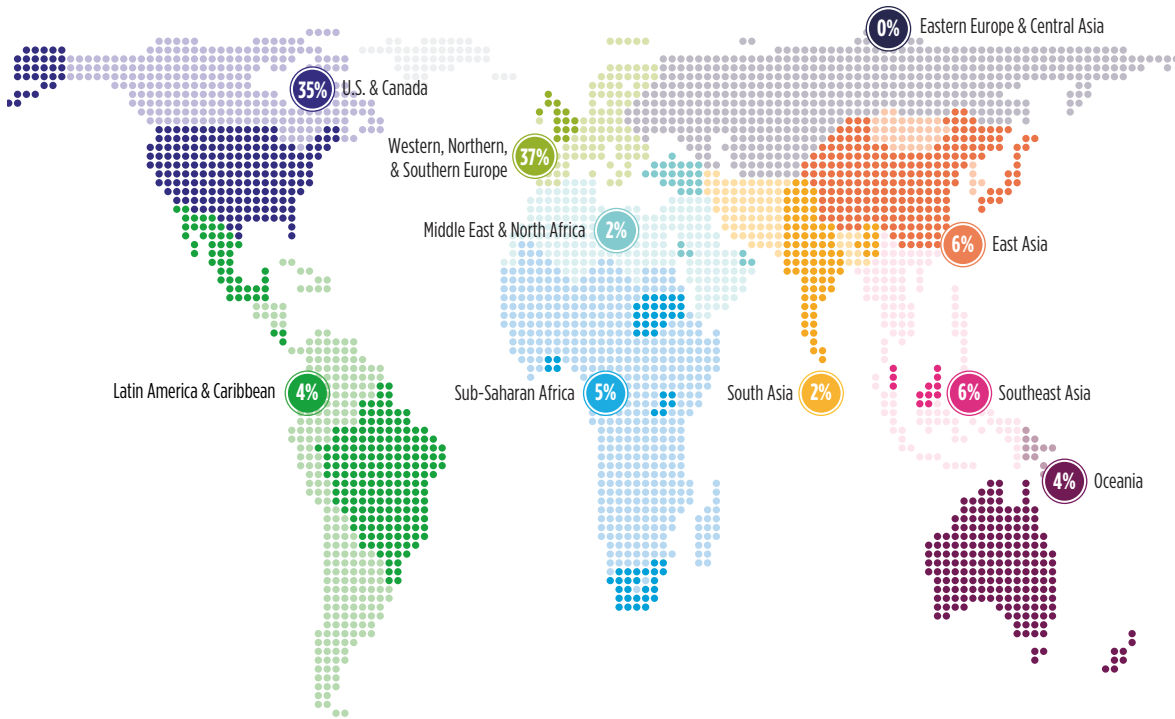 0% Eastern Europe & Central Asia
35% U.S. & Canada
Western, Northern,
& Southern Europe
37%
Middle East & North Africa 2%
6% East Asia
Latin America & Caribbean 4%
Sub-Saharan Africa 5%
South Asia 2%
6% Southeast Asia
4% Oceania